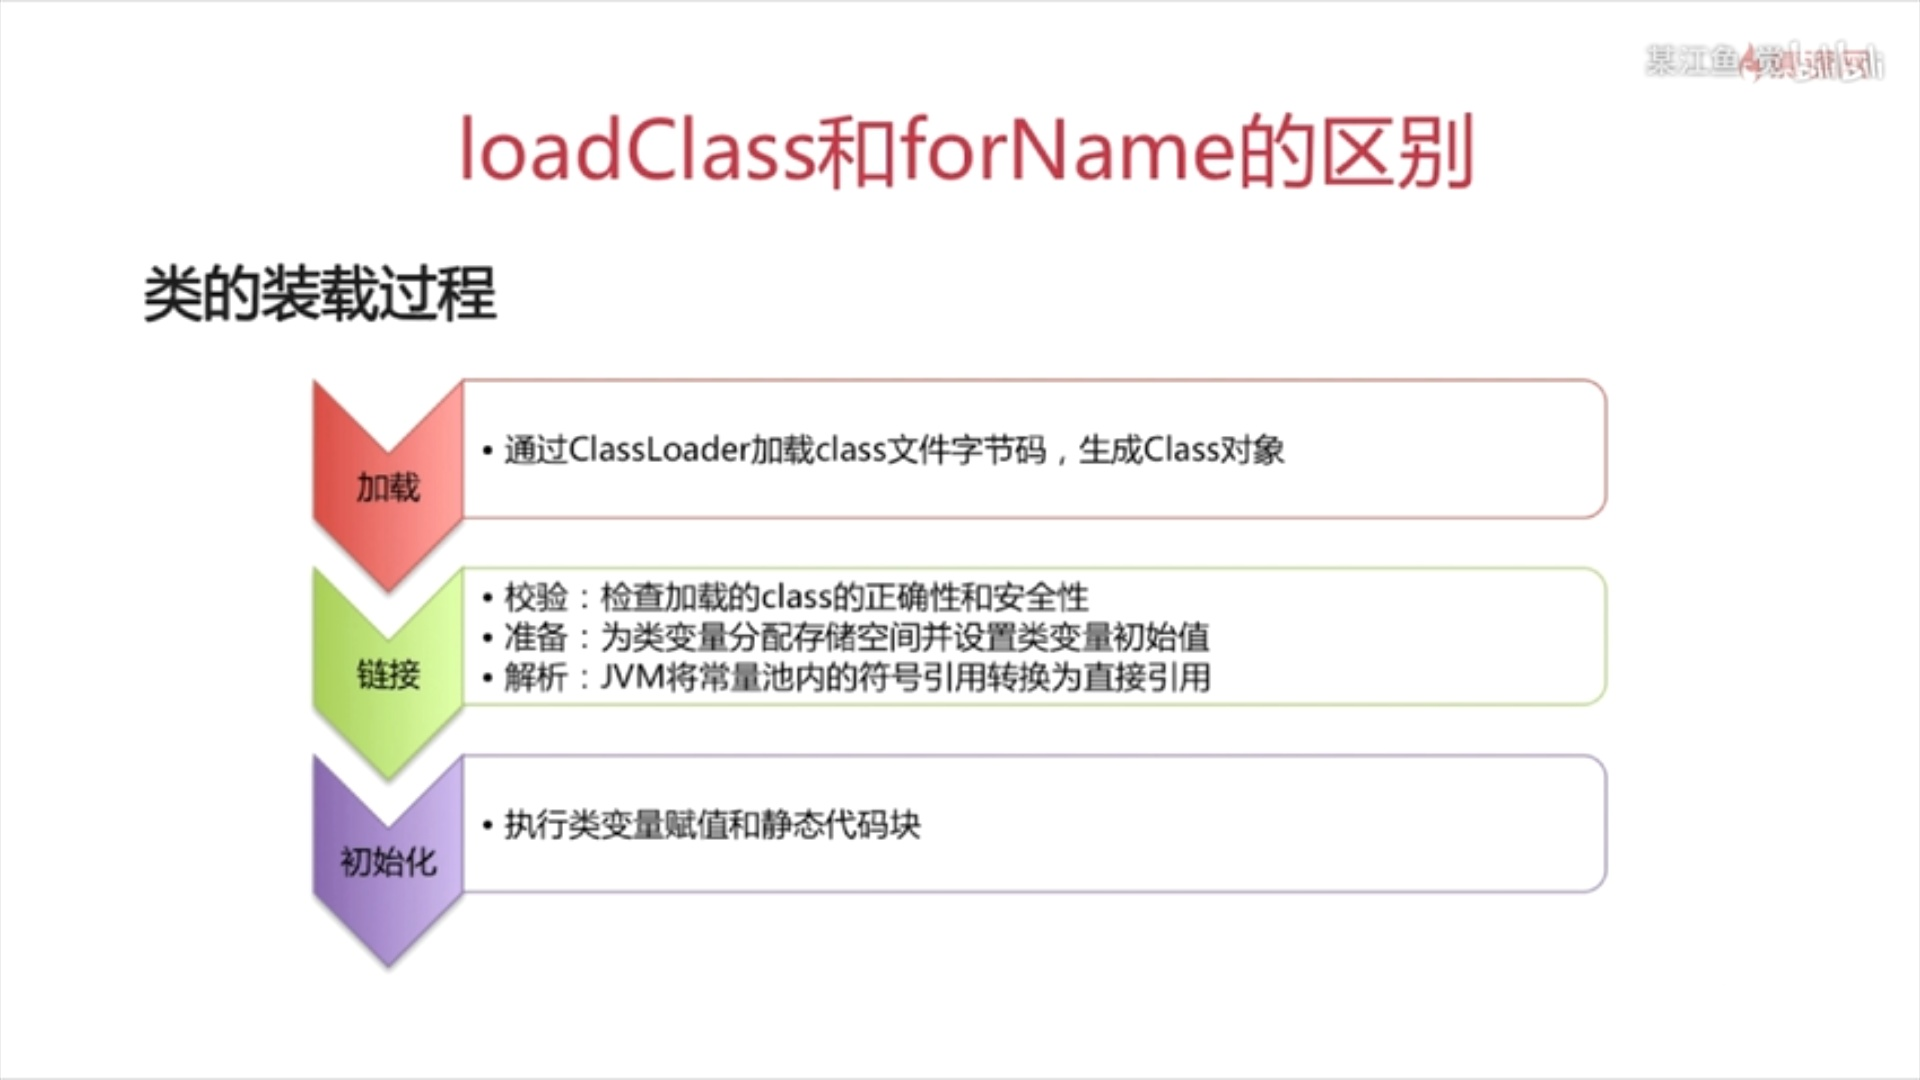 某江鱼 bilibili
loadClass和forName的区别
类的装载过程
加载
• 通过ClassLoader加载class文件字节码，生成Class对象
链接
• 校验：检查加载的class的正确性和安全性
• 准备：为类变量分配存储空间并设置类变量初始值
• 解析：JVM将常量池内的符号引用转换为直接引用
初始化
• 执行类变量赋值和静态代码块